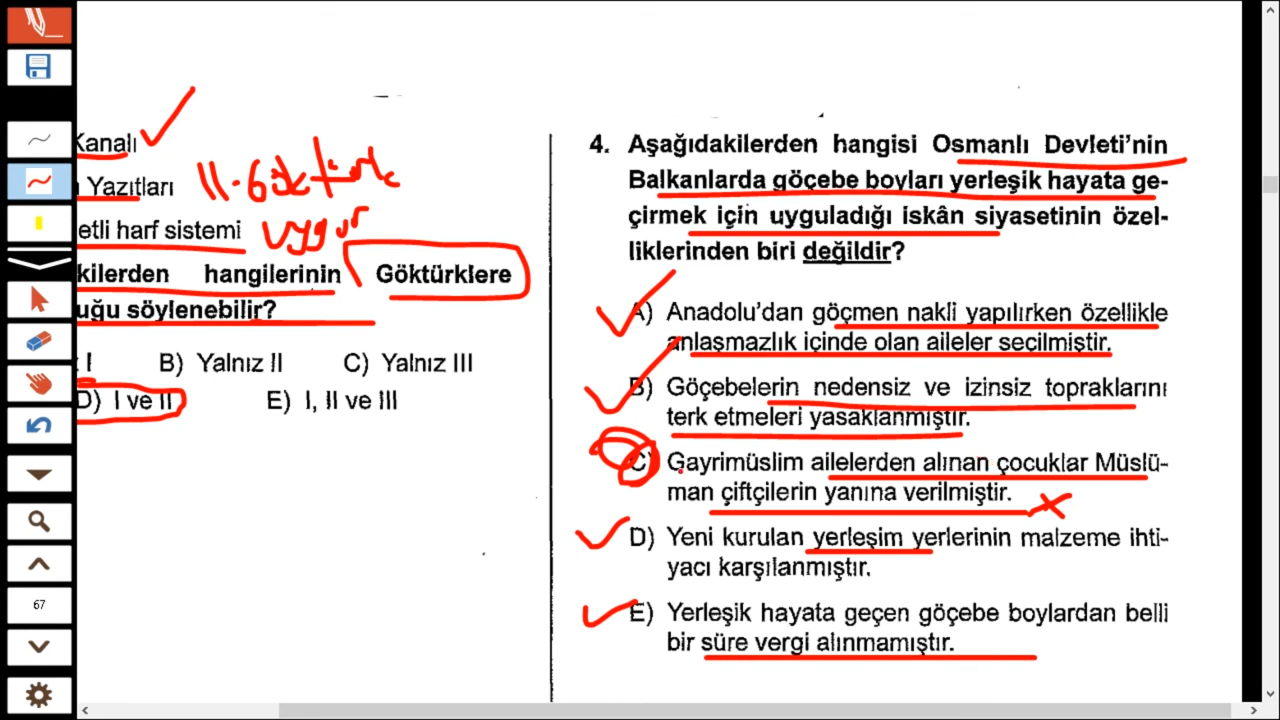 Kanalı
Yazıtları 11. Göktürk
etli harf sistemi uygur
kilerden hangilerinin Göktürklere
uğu söylenebilir?
I B) Yalnız II C) Yalnız III
D) I ve II E) I, II ve III
4. Aşağıdakilerden hangisi Osmanlı Devleti'nin
Balkanlarda göçebe boyları yerleşik hayata ge-
çirmek için uyguladığı iskân siyasetinin özel-
liklerinden biri değildir?
A) Anadolu'dan göçmen nakli yapılırken özellikle
anlaşmazlık içinde olan aileler seçilmiştir.
B) Göçebelerin nedensiz ve izinsiz topraklarını
terk etmeleri yasaklanmıştır.
C) Gayrimüslim ailelerden alınan çocuklar Müslü-
man çiftçilerin yanına verilmiştir.
D) Yeni kurulan yerleşim yerlerinin malzeme ihti-
yacı karşılanmıştır.
E) Yerleşik hayata geçen göçebe boylardan belli
bir süre vergi alınmamıştır.
67